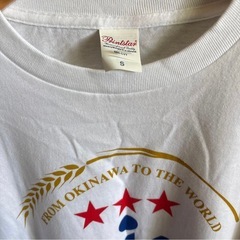 Printstar
S
FROM OKINAWA TO THE WORLD